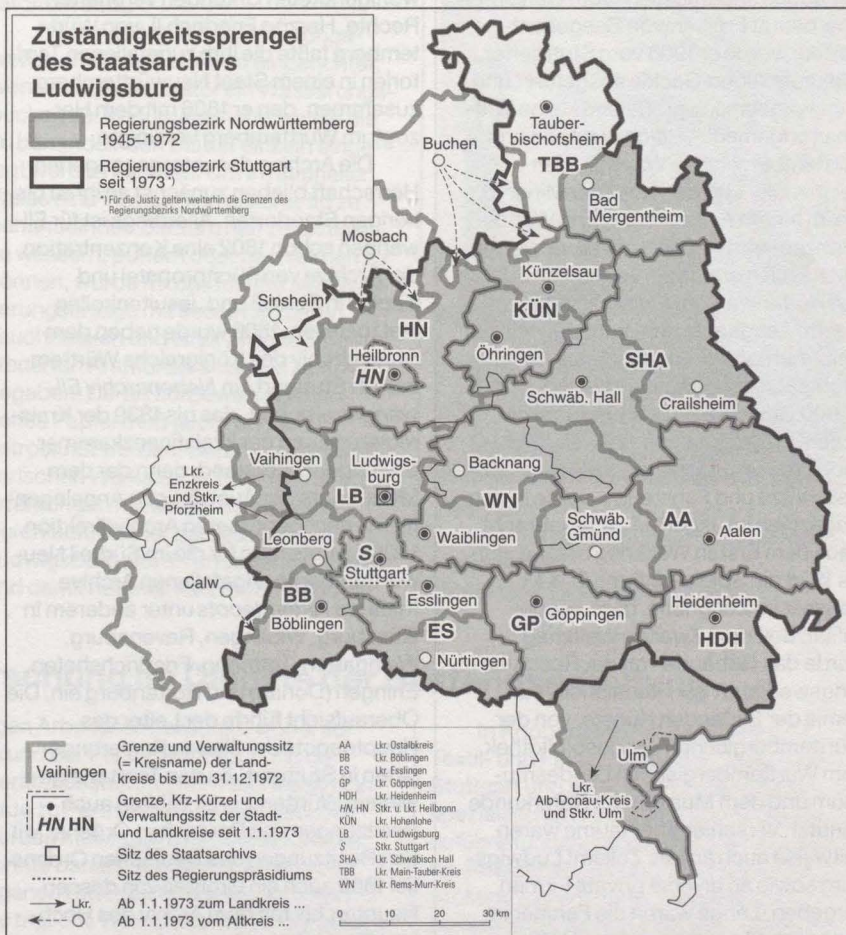 Zuständigkeitssprengel
des Staatsarchivs
Ludwigsburg
Regierungsbezirk Nordwürttemberg
1945–1972
Regierungsbezirk Stuttgart
seit 1973*)
*) Für die Justiz gelten weiterhin die Grenzen des
Regierungsbezirks Nordwürttemberg
Tauber-
bischofsheim
TBB
Buchen
Bad
Mergentheim
Mosbach
Künzelsau
KÜN
Sinsheim
HN
Heilbronn
HN
Öhringen
SHA
Schwäb. Hall
Crailsheim
Vaihingen
Ludwigs-
burg
LB
Backnang
Lkr.
Enzkreis
und Stkr.
Pforzheim
WN
Waiblingen
Schwäb.
Gmünd
AA
Aalen
Leonberg
S
Stuttgart
Calw
BB
Böblingen
Esslingen
ES
Nürtingen
GP
Göppingen
Heidenheim
HDH
Ulm
Lkr.
Alb-Donau-Kreis
und Stkr. Ulm
Vaihingen
Grenze und Verwaltungssitz
(= Kreisname) der Land-
kreise bis zum 31.12.1972
HN HN
Grenze, Kfz-Kürzel und
Verwaltungssitz der Stadt-
und Landkreise seit 1.1.1973
Sitz des Staatsarchivs
Sitz des Regierungspräsidiums
Lkr.
Ab 1.1.1973 zum Landkreis ...
Ab 1.1.1973 vom Altkreis ...
AA Lkr. Ostalbkreis
BB Lkr. Böblingen
ES Lkr. Esslingen
GP Lkr. Göppingen
HDH Lkr. Heidenheim
HN, HN Stkr. u. Lkr. Heilbronn
KÜN Lkr. Hohenlohe
LB Lkr. Ludwigsburg
S Stkr. Stuttgart
SHA Lkr. Schwäbisch Hall
TBB Lkr. Main-Tauber-Kreis
WN Lkr. Rems-Murr-Kreis
0 10 20 30 km